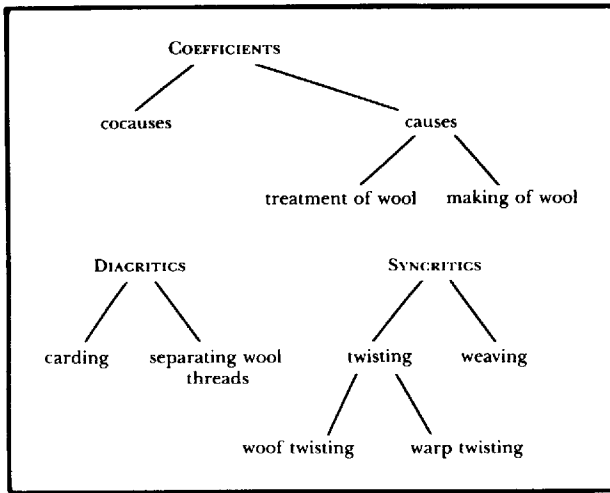 COEFFICIENTS
cocauses
causes
treatment of wool
making of wool
DIACRITICS
SYNCRITICS
carding
separating wool
threads
twisting
weaving
woof twisting
warp twisting